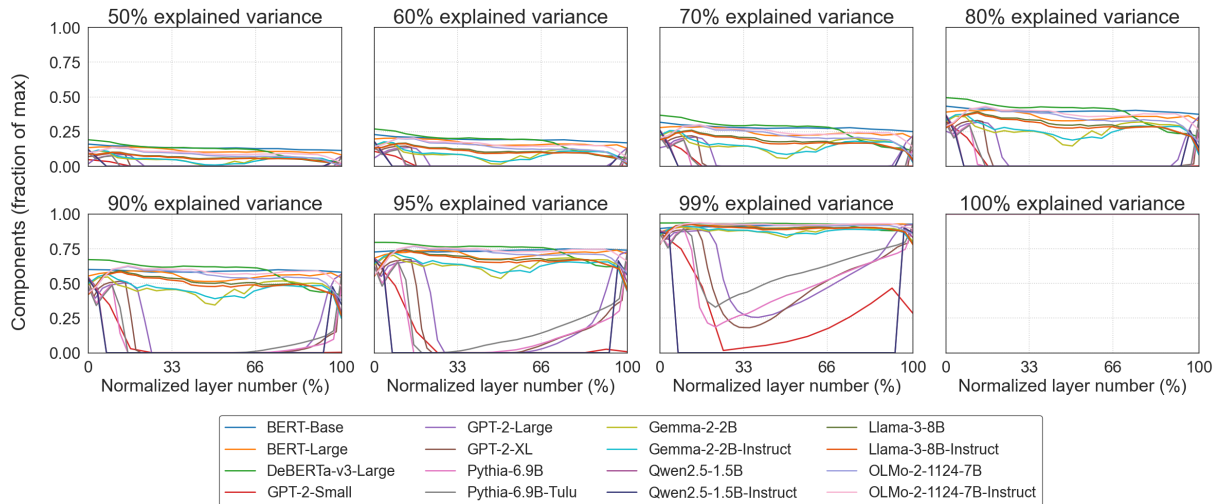 50% explained variance 60% explained variance 70% explained variance 80% explained variance
1.00
0.75
0.50
0.25
0.00
90% explained variance 95% explained variance 99% explained variance 100% explained variance
1.00
0.75
0.50
0.25
0.00
Components (fraction of max)
0 33 66 100 0 33 66 100 0 33 66 100 0 33 66 100
Normalized layer number (%) Normalized layer number (%) Normalized layer number (%) Normalized layer number (%)
BERT-Base GPT-2-Large Gemma-2-2B Llama-3-8B
BERT-Large GPT-2-XL Gemma-2-2B-Instruct Llama-3-8B-Instruct
DeBERTa-v3-Large Pythia-6.9B Qwen2.5-1.5B OLMo-2-1124-7B
GPT-2-Small Pythia-6.9B-Tulu Qwen2.5-1.5B-Instruct OLMo-2-1124-7B-Instruct